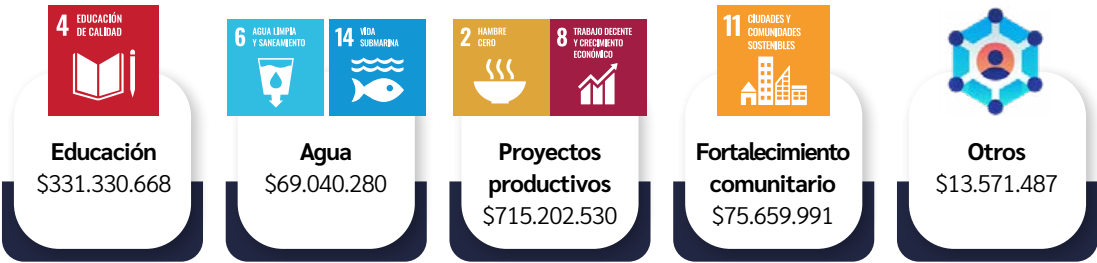 4 EDUCACIÓN
DE CALIDAD
Educación
$331.330.668
6 AGUA LIMPIA
Y SANEAMIENTO
14 VIDA
SUBMARINA
Agua
$69.040.280
2 HAMBRE
CERO
8 TRABAJO DECENTE
Y CRECIMIENTO
ECONÓMICO
Proyectos
productivos
$715.202.530
11 CIUDADES Y
COMUNIDADES
SOSTENIBLES
Fortalecimiento
comunitario
$75.659.991
Otros
$13.571.487